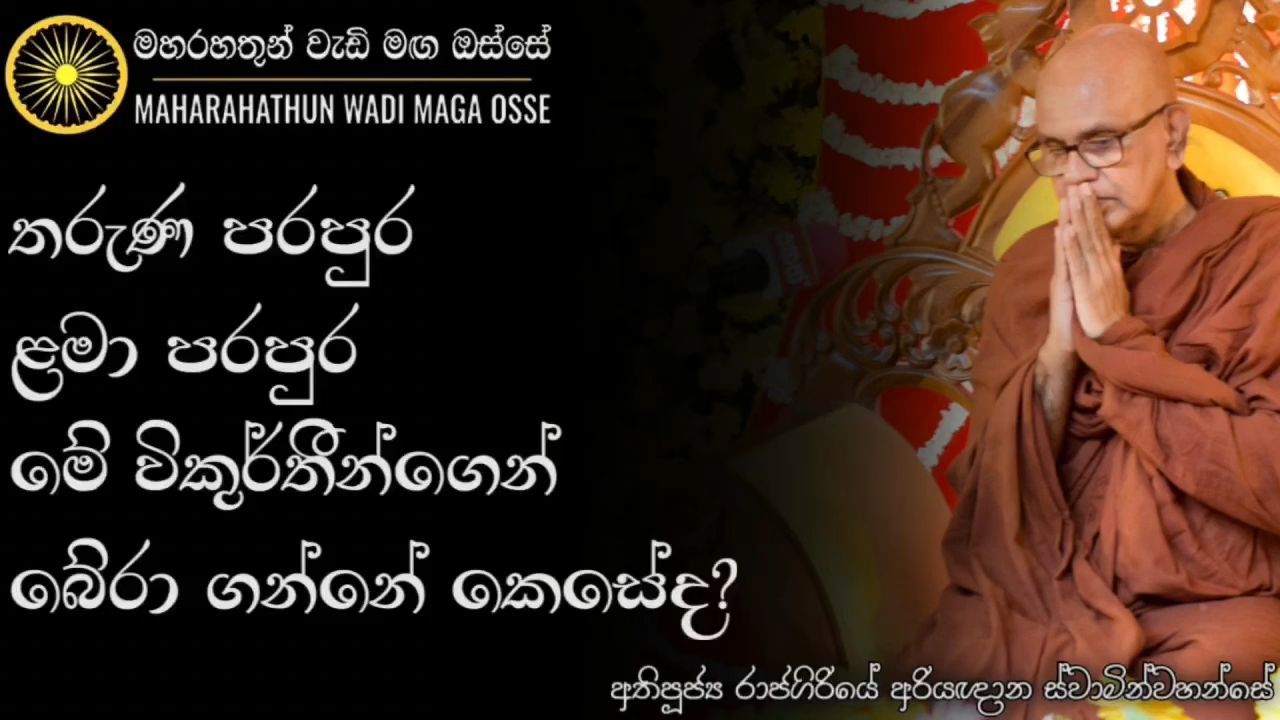 මහරහතුන් වැඩි මඟ ඔස්සේ
MAHARAHATHUN WADI MAGA OSSE
තරුණ පරපුර
ළමා පරපුර
මේ විකුර්තීන්ගෙන්
බේරා ගන්නේ කෙසේද?
අතිපූජ්‍ය රාජගිරියේ අරියඥාන ස්වාමින්වහන්සේ